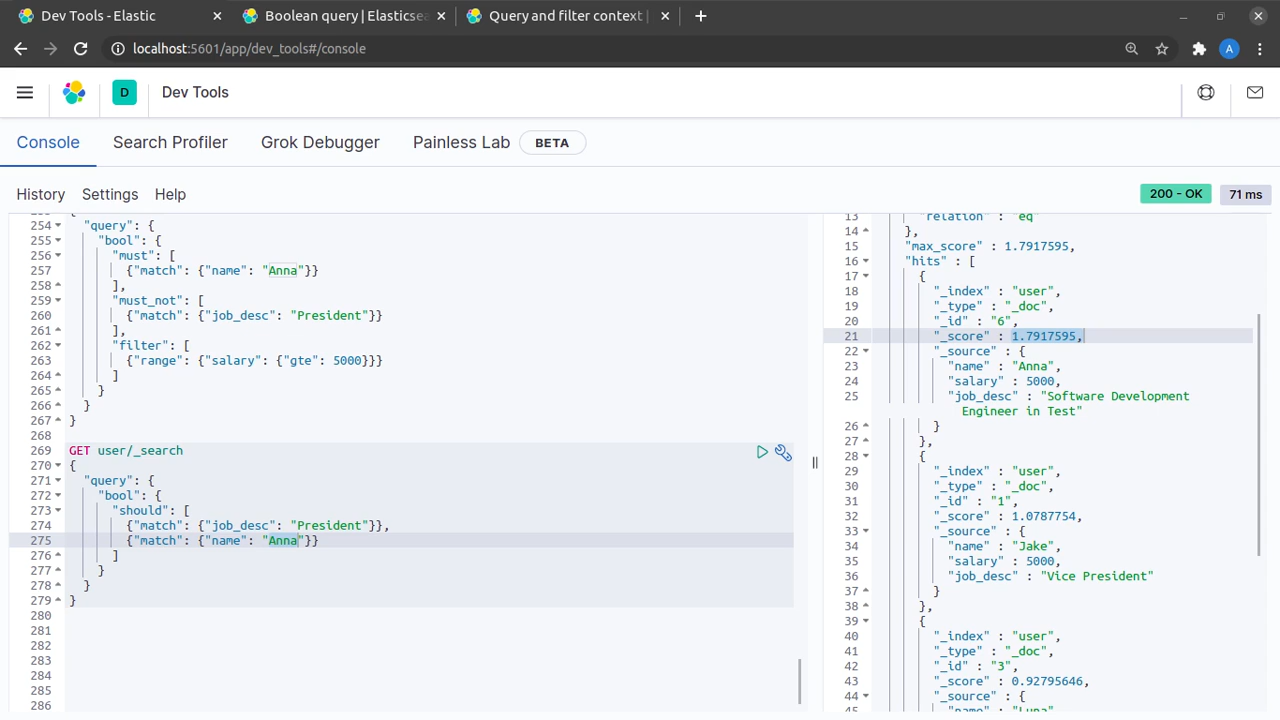 Dev Tools - Elastic
Boolean query | Elasticsea
Query and filter context |
localhost:5601/app/dev_tools#/console
A
D
Dev Tools
Console
Search Profiler
Grok Debugger
Painless Lab
BETA
History
Settings
Help
200 - OK
71 ms
254 "query": {
255 "bool": {
256 "must": [
257 {"match": {"name": "Anna"}}
258 ],
259 "must_not": [
260 {"match": {"job_desc": "President"}}
261 ],
262 "filter": [
263 {"range": {"salary": {"gte": 5000}}}
264 ]
265 }
266 }
267 }
268
269 GET user/_search
270 {
271 "query": {
272 "bool": {
273 "should": [
274 {"match": {"job_desc": "President"}},
275 {"match": {"name": "Anna"}}
276 ]
277 }
278 }
279 }
280
281
282
283
284
285
286
13 "relation" : "eq"
14 },
15 "max_score" : 1.7917595,
16 "hits" : [
17 {
18 "_index" : "user",
19 "_type" : "_doc",
20 "_id" : "6",
21 "_score" : 1.7917595,
22 "_source" : {
23 "name" : "Anna",
24 "salary" : 5000,
25 "job_desc" : "Software Development
Engineer in Test"
26 }
27 },
28 {
29 "_index" : "user",
30 "_type" : "_doc",
31 "_id" : "1",
32 "_score" : 1.0787754,
33 "_source" : {
34 "name" : "Jake",
35 "salary" : 5000,
36 "job_desc" : "Vice President"
37 }
38 },
39 {
40 "_index" : "user",
41 "_type" : "_doc",
42 "_id" : "3",
43 "_score" : 0.92795646,
44 "_source" : {
45 "name" : "Luna",